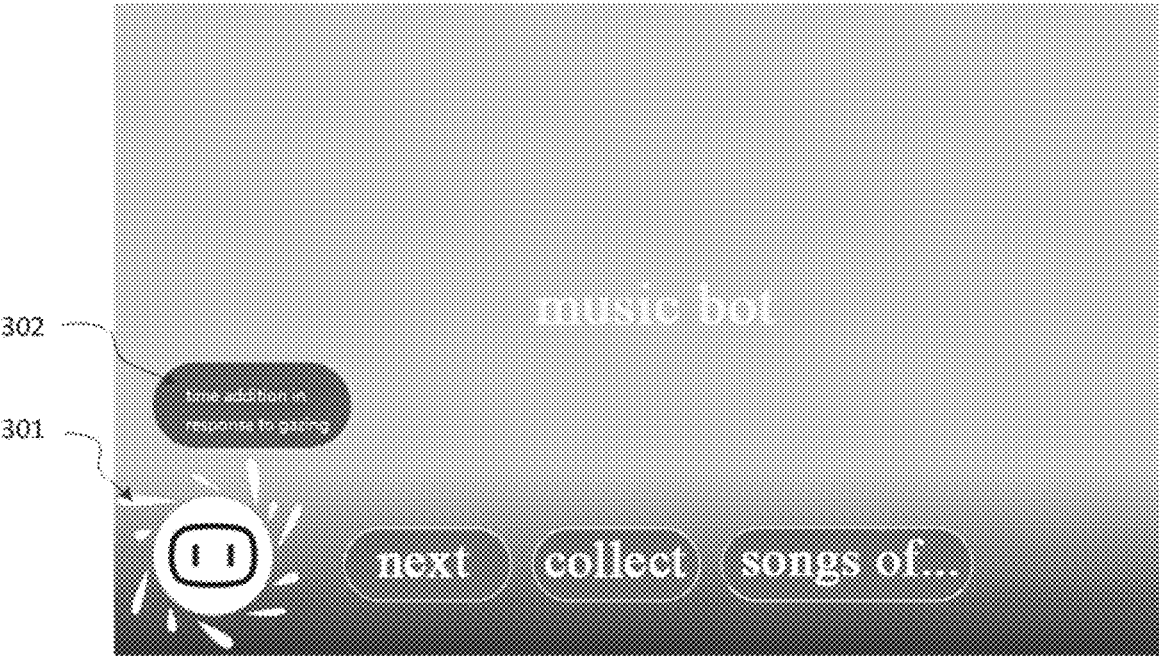 music bot
302
time addition in
response to gazing
301
next collect songs of...